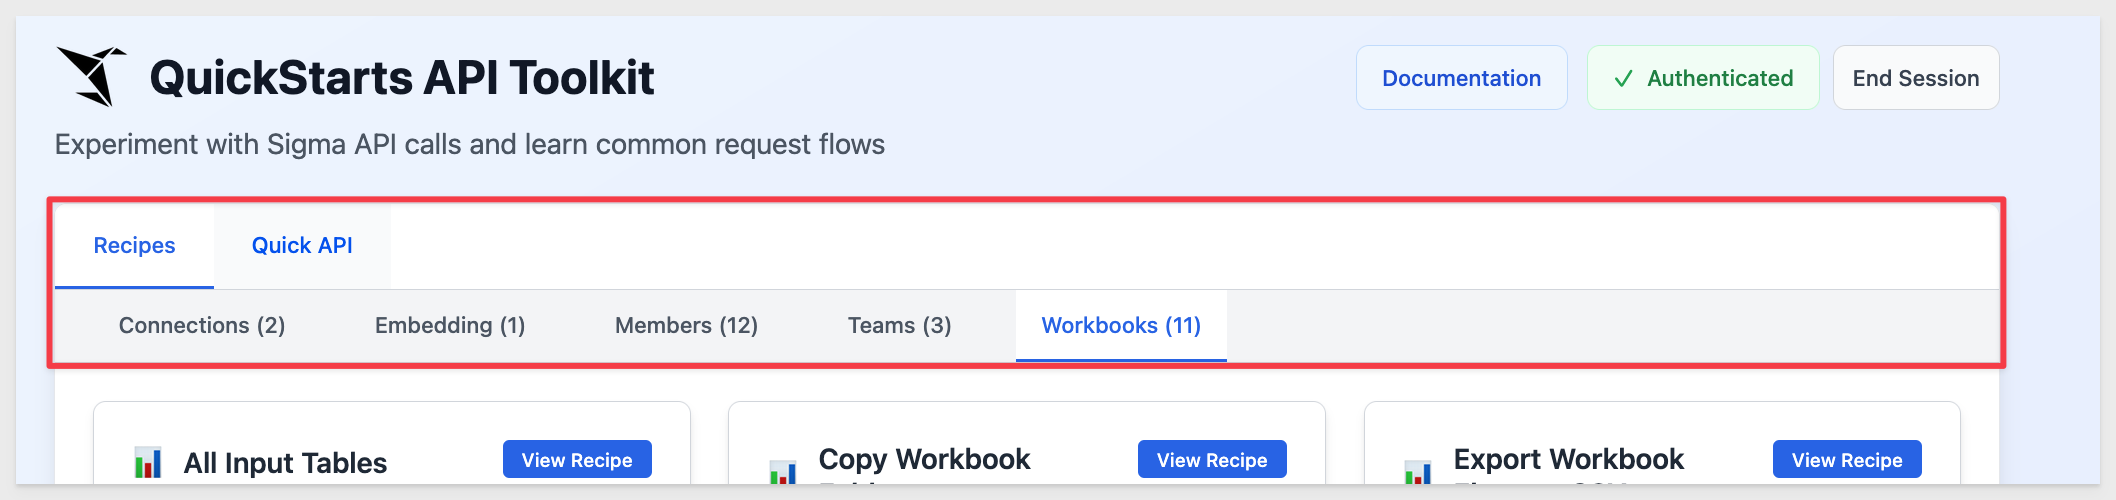 QuickStarts API Toolkit
Documentation
✓ Authenticated
End Session
Experiment with Sigma API calls and learn common request flows
Recipes
Quick API
Connections (2)
Embedding (1)
Members (12)
Teams (3)
Workbooks (11)
All Input Tables
View Recipe
Copy Workbook
View Recipe
Export Workbook
View Recipe